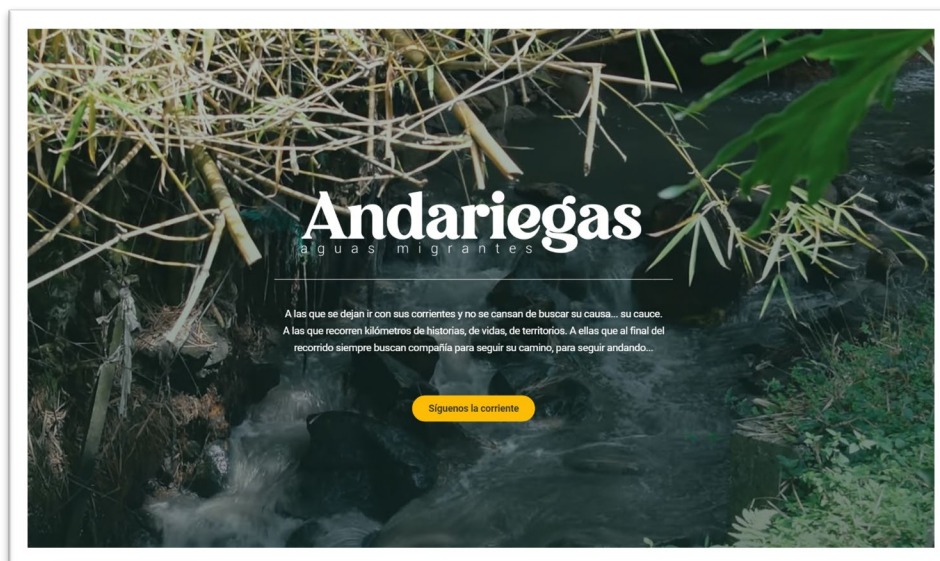 Andariegas
aguas migrantes
A las que se dejan ir con sus corrientes y no se cansan de buscar su causa... su cauce.
A las que recorren kilómetros de historias, de vidas, de territorios. A ellas que al final del
recorrido siempre buscan compañía para seguir su camino, para seguir andando...
Síguenos la corriente